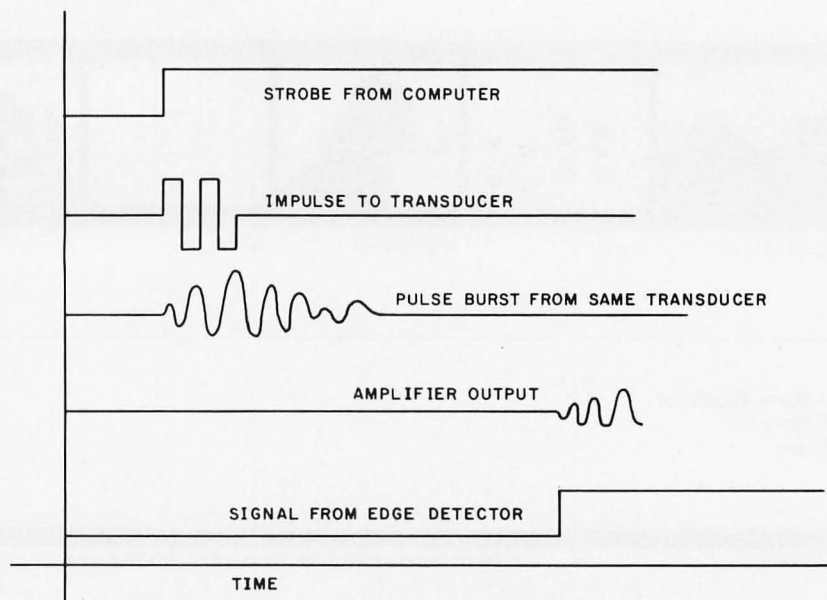 STROBE FROM COMPUTER
IMPULSE TO TRANSDUCER
PULSE BURST FROM SAME TRANSDUCER
AMPLIFIER OUTPUT
SIGNAL FROM EDGE DETECTOR
TIME